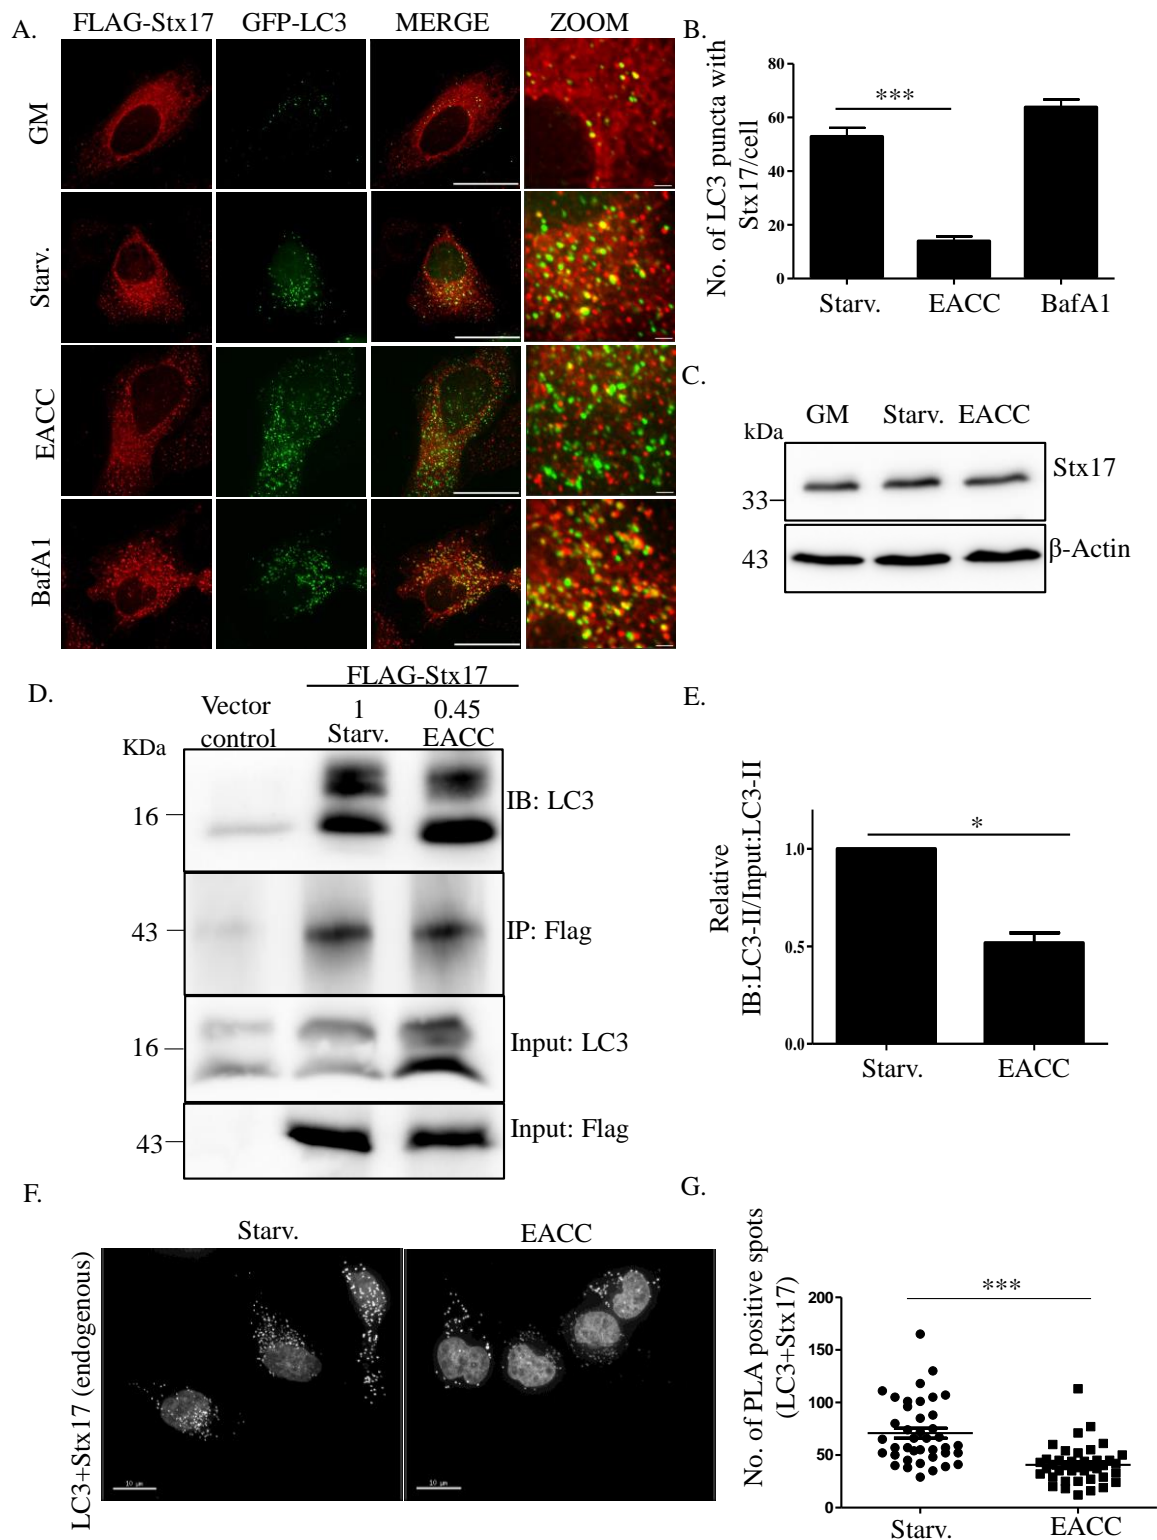 A.
FLAG-Stx17 GFP-LC3 MERGE ZOOM
GM
Starv.
EACC
BafA1
B.
No. of LC3 puncta with
Stx17/cell
80
60
40
20
0
***
Starv. EACC BafA1
C.
GM Starv. EACC
kDa
33
Stx17
43
β-Actin
D.
FLAG-Stx17
Vector
control
1
Starv.
0.45
EACC
KDa
16
IB: LC3
43
IP: Flag
16
Input: LC3
43
Input: Flag
E.
Relative
IB:LC3-II/Input:LC3-II
1.0
0.5
0.0
*
Starv. EACC
F.
Starv. EACC
LC3+Stx17 (endogenous)
10 μm
10 μm
G.
No. of PLA positive spots
(LC3+Stx17)
200
150
100
50
0
***
Starv. EACC